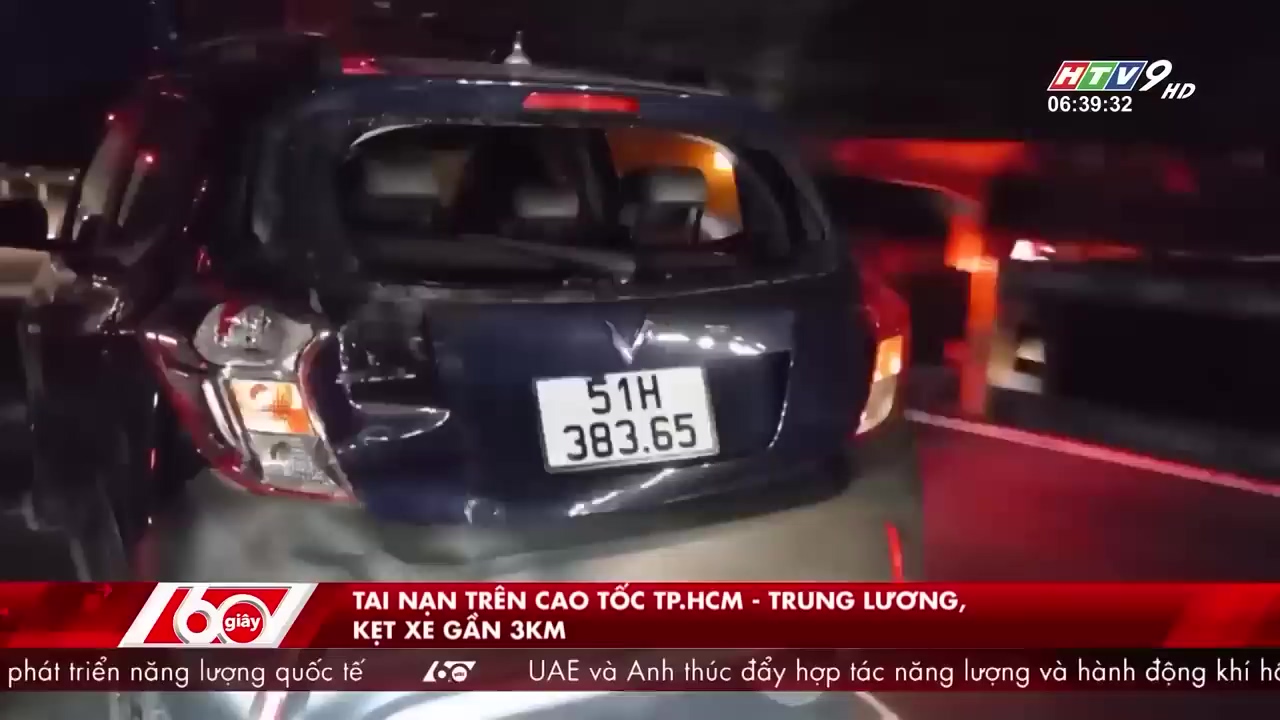 HTV9 HD
06:39:32
51H
383.65
60 giây
TAI NẠN TRÊN CAO TỐC TP.HCM - TRUNG LƯƠNG,
KẸT XE GẦN 3KM
phát triển năng lượng quốc tế 60 UAE và Anh thúc đẩy hợp tác năng lượng và hành động khí